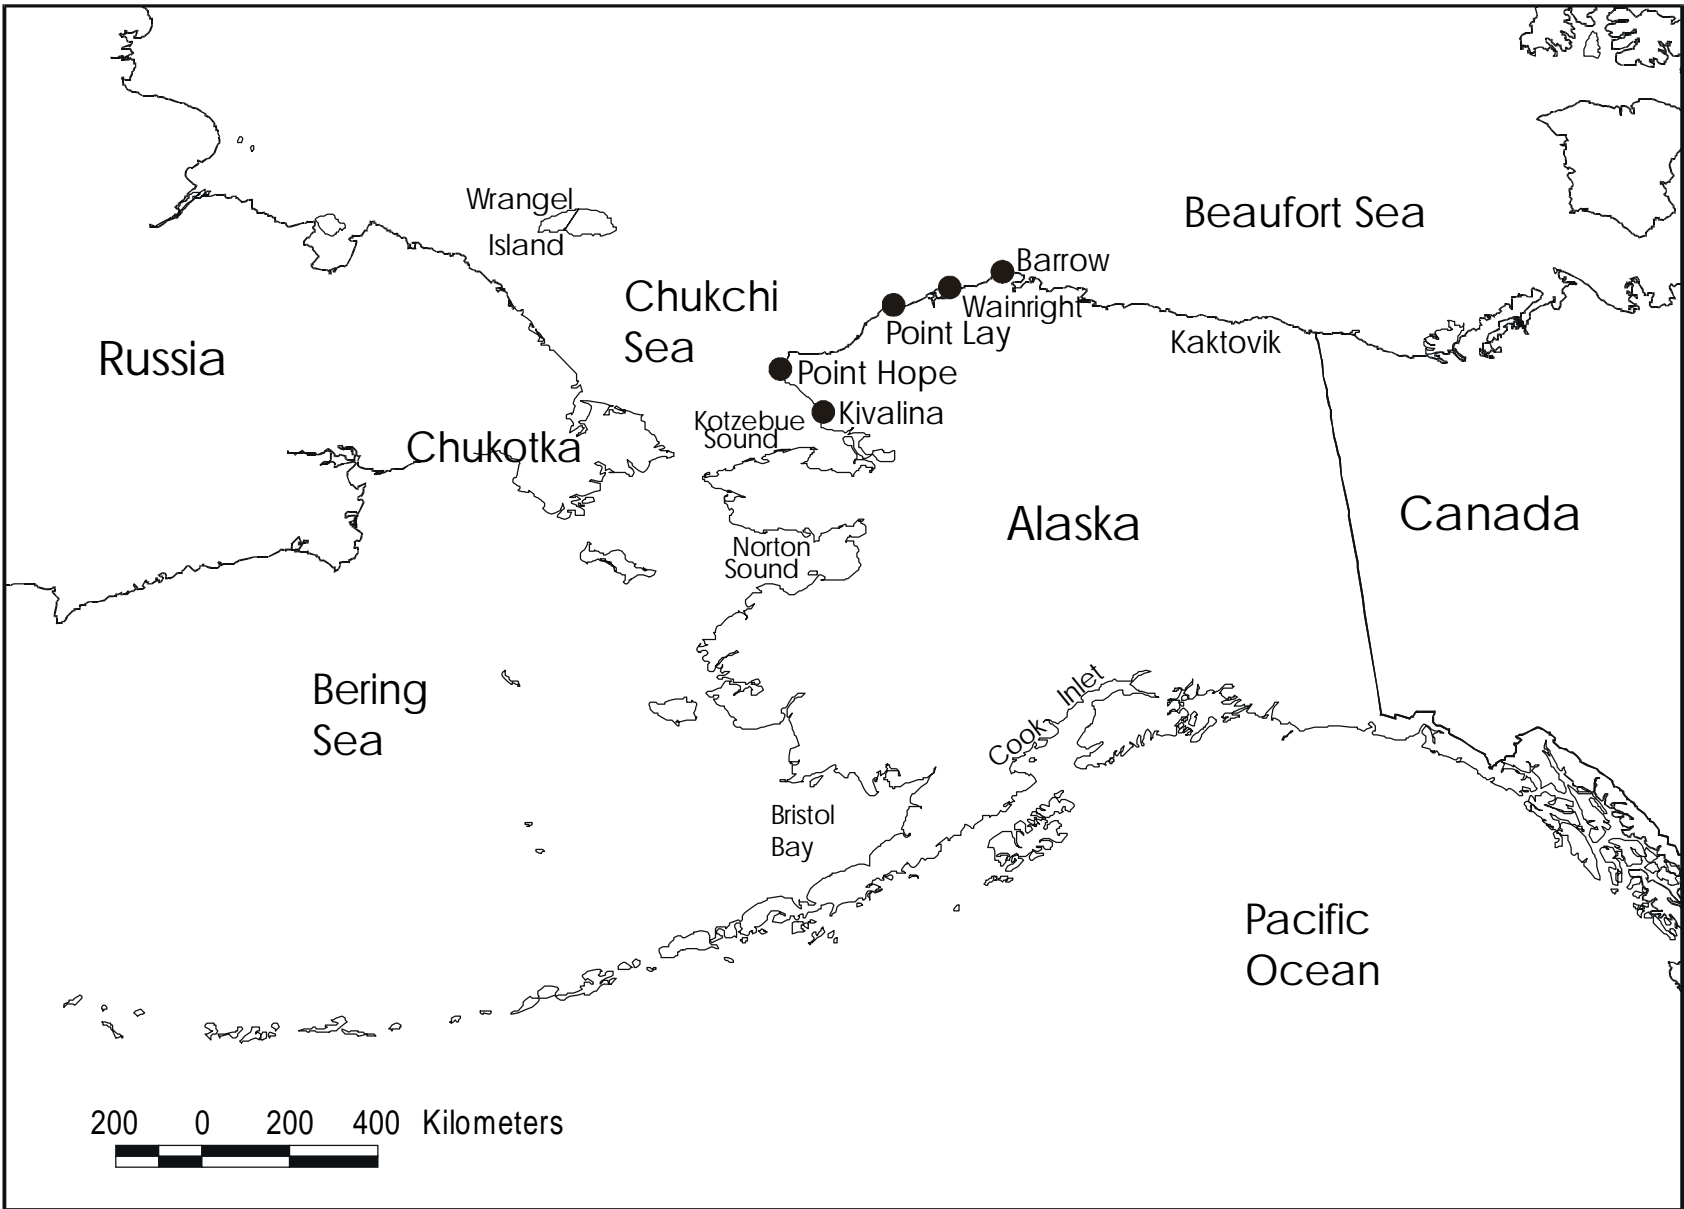 Wrangel
Island
Beaufort Sea
Barrow
Chukchi
Sea
Wainright
Point Lay
Kaktovik
Russia
Point Hope
Kivalina
Kotzebue
Sound
Chukotka
Alaska
Canada
Norton
Sound
Bering
Sea
Cook Inlet
Bristol
Bay
Pacific
Ocean
200 0 200 400 Kilometers